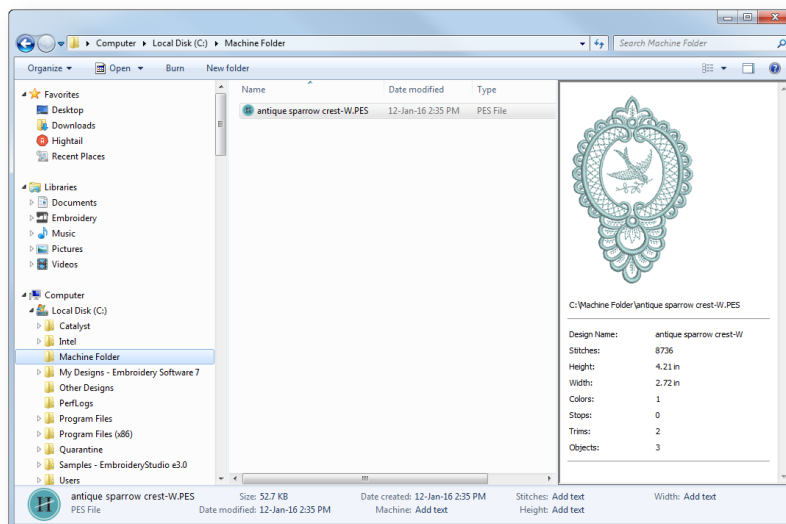 Computer Local Disk (C:) Machine Folder Search Machine Folder
Organize Open Burn New folder
Favorites
Desktop
Downloads
Hightail
Recent Places
Libraries
Documents
Embroidery
Music
Pictures
Videos
Computer
Local Disk (C:)
Catalyst
Intel
Machine Folder
My Designs - Embroidery Software 7
Other Designs
PerfLogs
Program Files
Program Files (x86)
Quarantine
Samples - EmbroideryStudio e3.0
Users
Name Date modified Type
antique sparrow crest-W.PES 12-Jan-16 2:35 PM PES File
C:\Machine Folder\antique sparrow crest-W.PES
Design Name: antique sparrow crest-W
Stitches: 8736
Height: 4.21 in
Width: 2.72 in
Colors: 1
Stops: 0
Trims: 2
Objects: 3
antique sparrow crest-W.PES Size: 52.7 KB Date created: 12-Jan-16 2:35 PM Stitches: Add text Width: Add text
PES File Date modified: 12-Jan-16 2:35 PM Machine: Add text Height: Add text